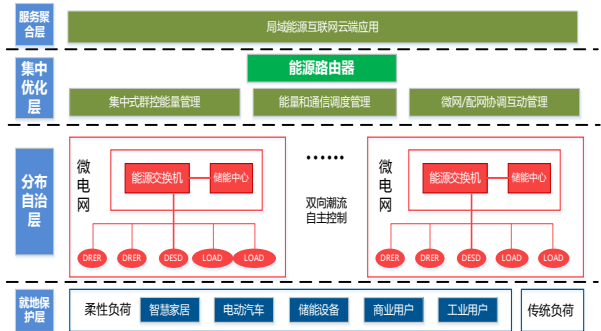 服务聚
合层
局域能源互联网云端应用
集中
优化
层
能源路由器
集中式群控能量管理
能量和通信调度管理
微网/配网协调互动管理
分布
自治
层
微
电
网
能源交换机
储能中心
DRER
DRER
DESD
LOAD
LOAD
······
双向潮流
自主控制
微
电
网
能源交换机
储能中心
DRER
DRER
DESD
LOAD
LOAD
就地保
护层
柔性负荷
智慧家居
电动汽车
储能设备
商业用户
工业用户
传统负荷